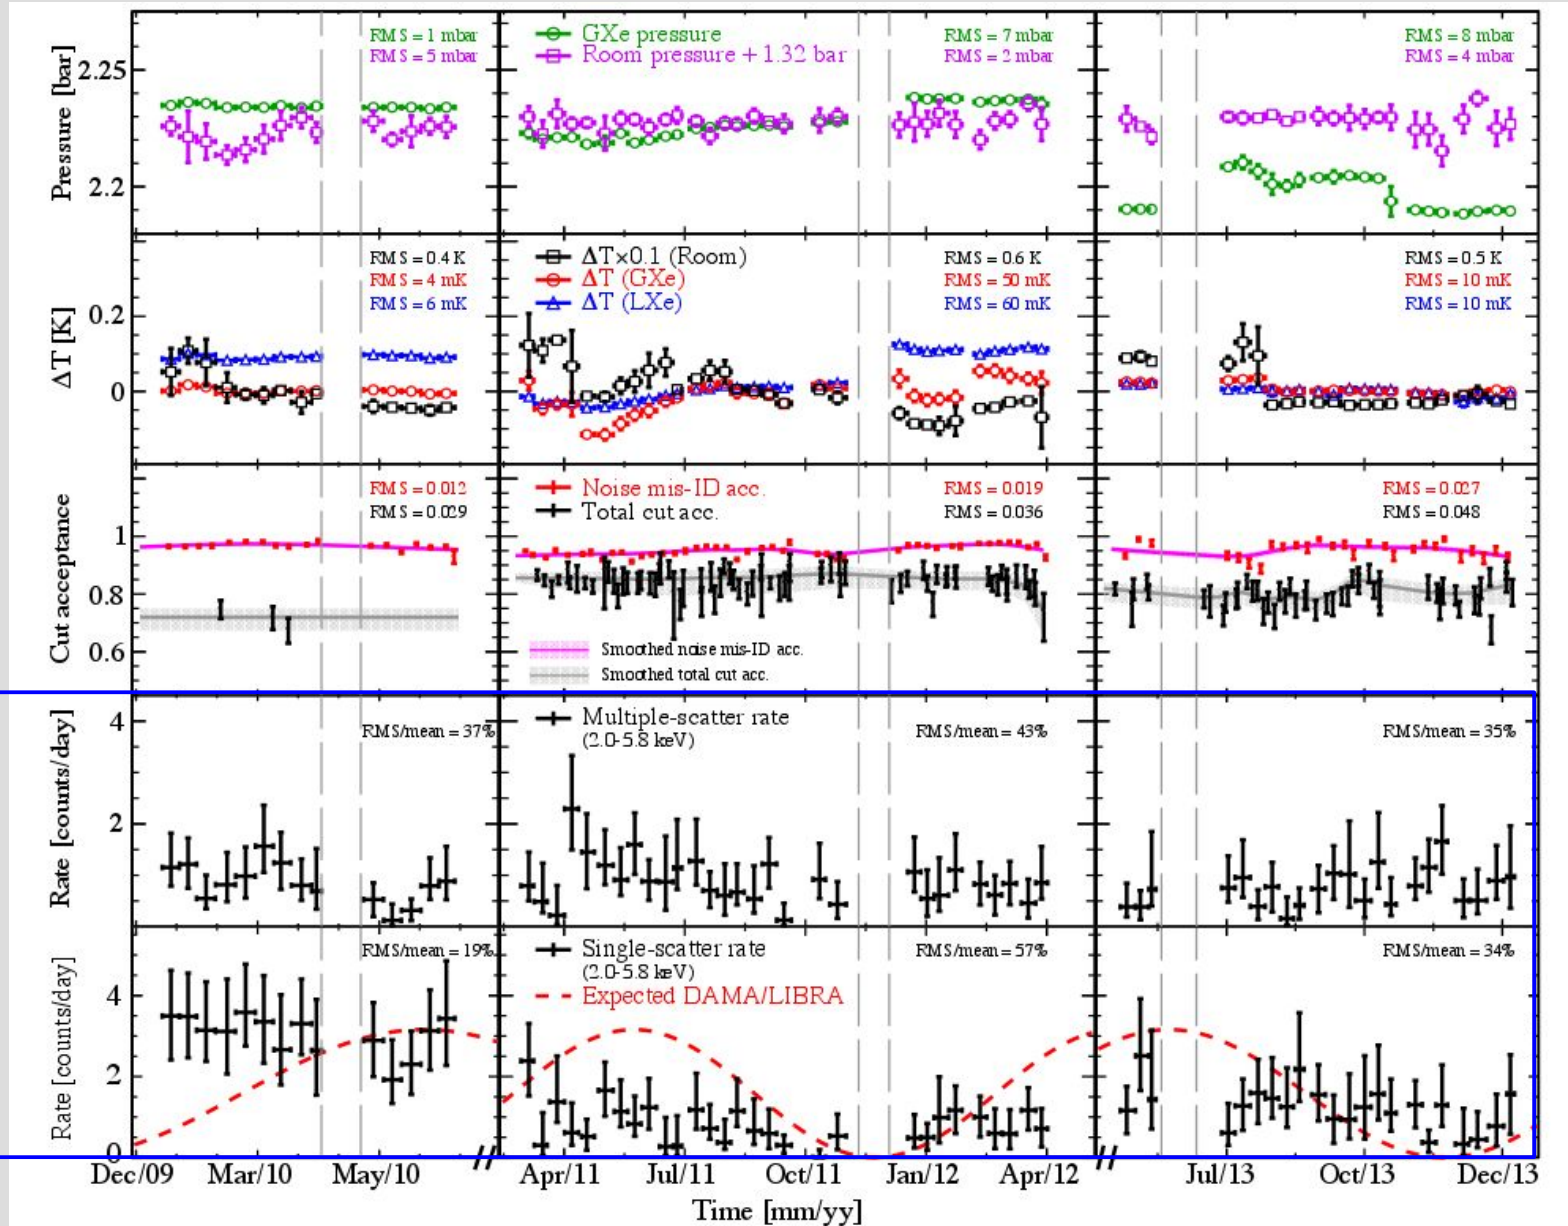 Pressure [bar]
2.25
2.2
RMS = 1 mbar
RMS = 5 mbar
GXe pressure
Room pressure + 1.32 bar
RMS = 7 mbar
RMS = 2 mbar
RMS = 8 mbar
RMS = 4 mbar
ΔT [K]
0.2
0
RMS = 0.4 K
RMS = 4 mK
RMS = 6 mK
ΔT×0.1 (Room)
ΔT (GXe)
ΔT (LXe)
RMS = 0.6 K
RMS = 50 mK
RMS = 60 mK
RMS = 0.5 K
RMS = 10 mK
RMS = 10 mK
Cut acceptance
1
0.8
0.6
RMS = 0.012
RMS = 0.029
Noise mis-ID acc.
Total cut acc.
RMS = 0.019
RMS = 0.036
RMS = 0.027
RMS = 0.048
Smoothed noise mis-ID acc.
Smoothed total cut acc.
Rate [counts/day]
4
2
RMS/mean = 37%
Multiple-scatter rate
(2.0-5.8 keV)
RMS/mean = 43%
RMS/mean = 35%
Rate [counts/day]
4
2
0
RMS/mean = 19%
Single-scatter rate
(2.0-5.8 keV)
Expected DAMA/LIBRA
RMS/mean = 57%
RMS/mean = 34%
Dec/09 Mar/10 May/10 // Apr/11 Jul/11 Oct/11 Jan/12 Apr/12 // Jul/13 Oct/13 Dec/13
Time [mm/yy]